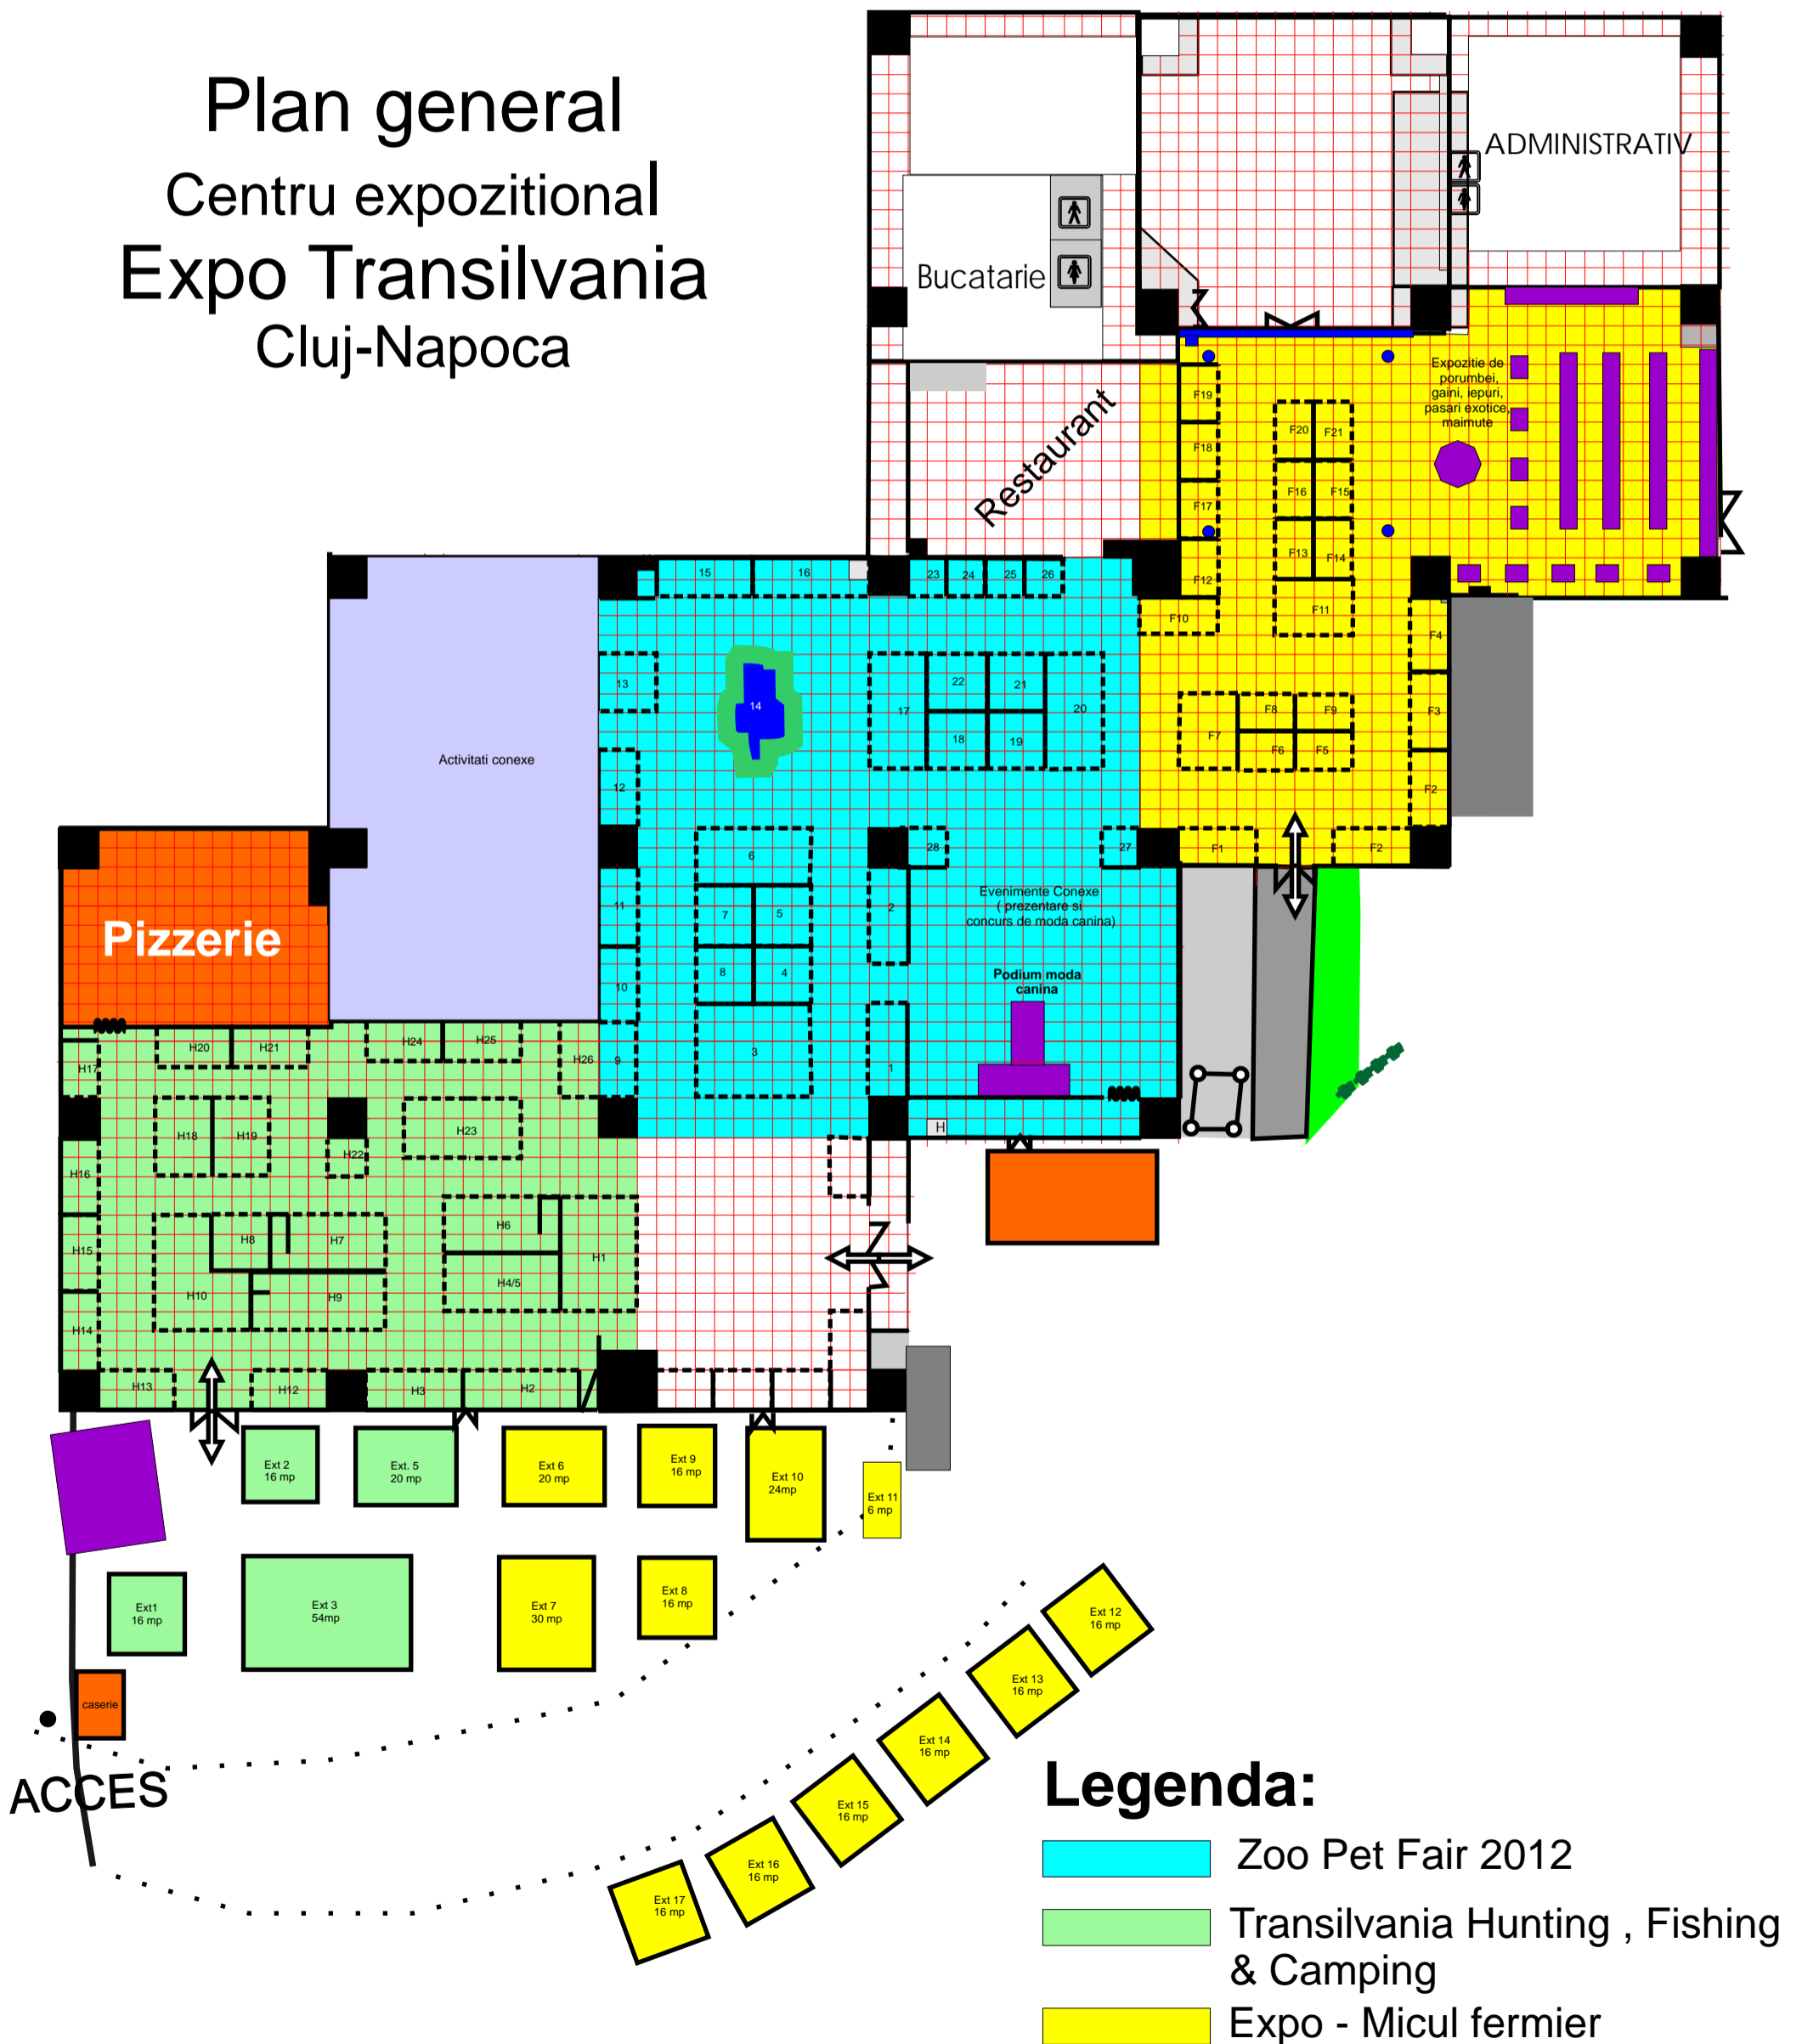 Plan general
Centru expozitional
Expo Transilvania
Cluj-Napoca
ADMINISTRATIV
Bucatarie
Restaurant
Expozitie de
porumbei,
gaini, iepuri,
pasari exotice,
maimute
F19
F18
F17
F12
F10
F20
F21
F16
F15
F13
F14
F11
F4
F3
F2
F7
F8
F9
F6
F5
F1
F2
15
16
23
24
25
26
13
14
17
22
21
20
18
19
12
Activitati conexe
6
28
27
11
7
5
2
Evenimente Conexe
( prezentare si
concurs de moda canina)
8
4
10
Podium moda
canina
3
9
1
H
Pizzerie
H20
H21
H24
H25
H26
H17
H18
H19
H23
H22
H16
H15
H14
H8
H7
H10
H9
H6
H4/5
H1
H13
H12
H3
H2
Ext 2
16 mp
Ext. 5
20 mp
Ext 6
20 mp
Ext 9
16 mp
Ext 10
24mp
Ext 11
6 mp
Ext1
16 mp
Ext 3
54mp
Ext 7
30 mp
Ext 8
16 mp
Ext 12
16 mp
Ext 13
16 mp
Ext 14
16 mp
Ext 15
16 mp
Ext 16
16 mp
Ext 17
16 mp
caserie
ACCES
Legenda:
Zoo Pet Fair 2012
Transilvania Hunting , Fishing
& Camping
Expo - Micul fermier